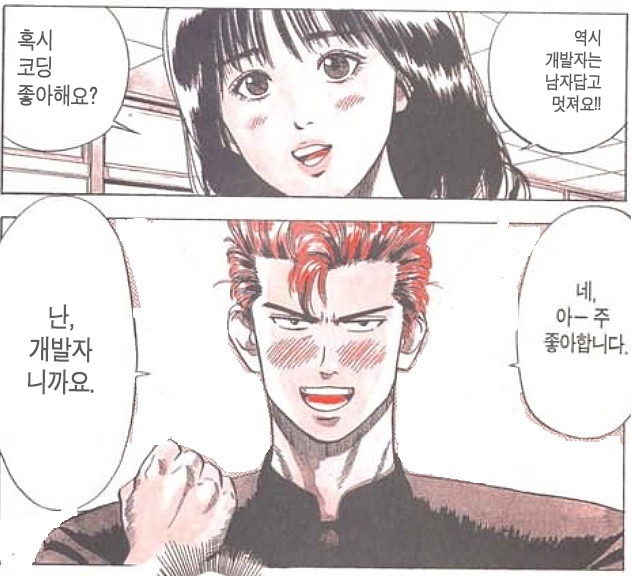 혹시
코딩
좋아해요?
역시
개발자는
남자답고
멋져요!!
네,
아ー 주
좋아합니다.
난,
개발자
니까요.